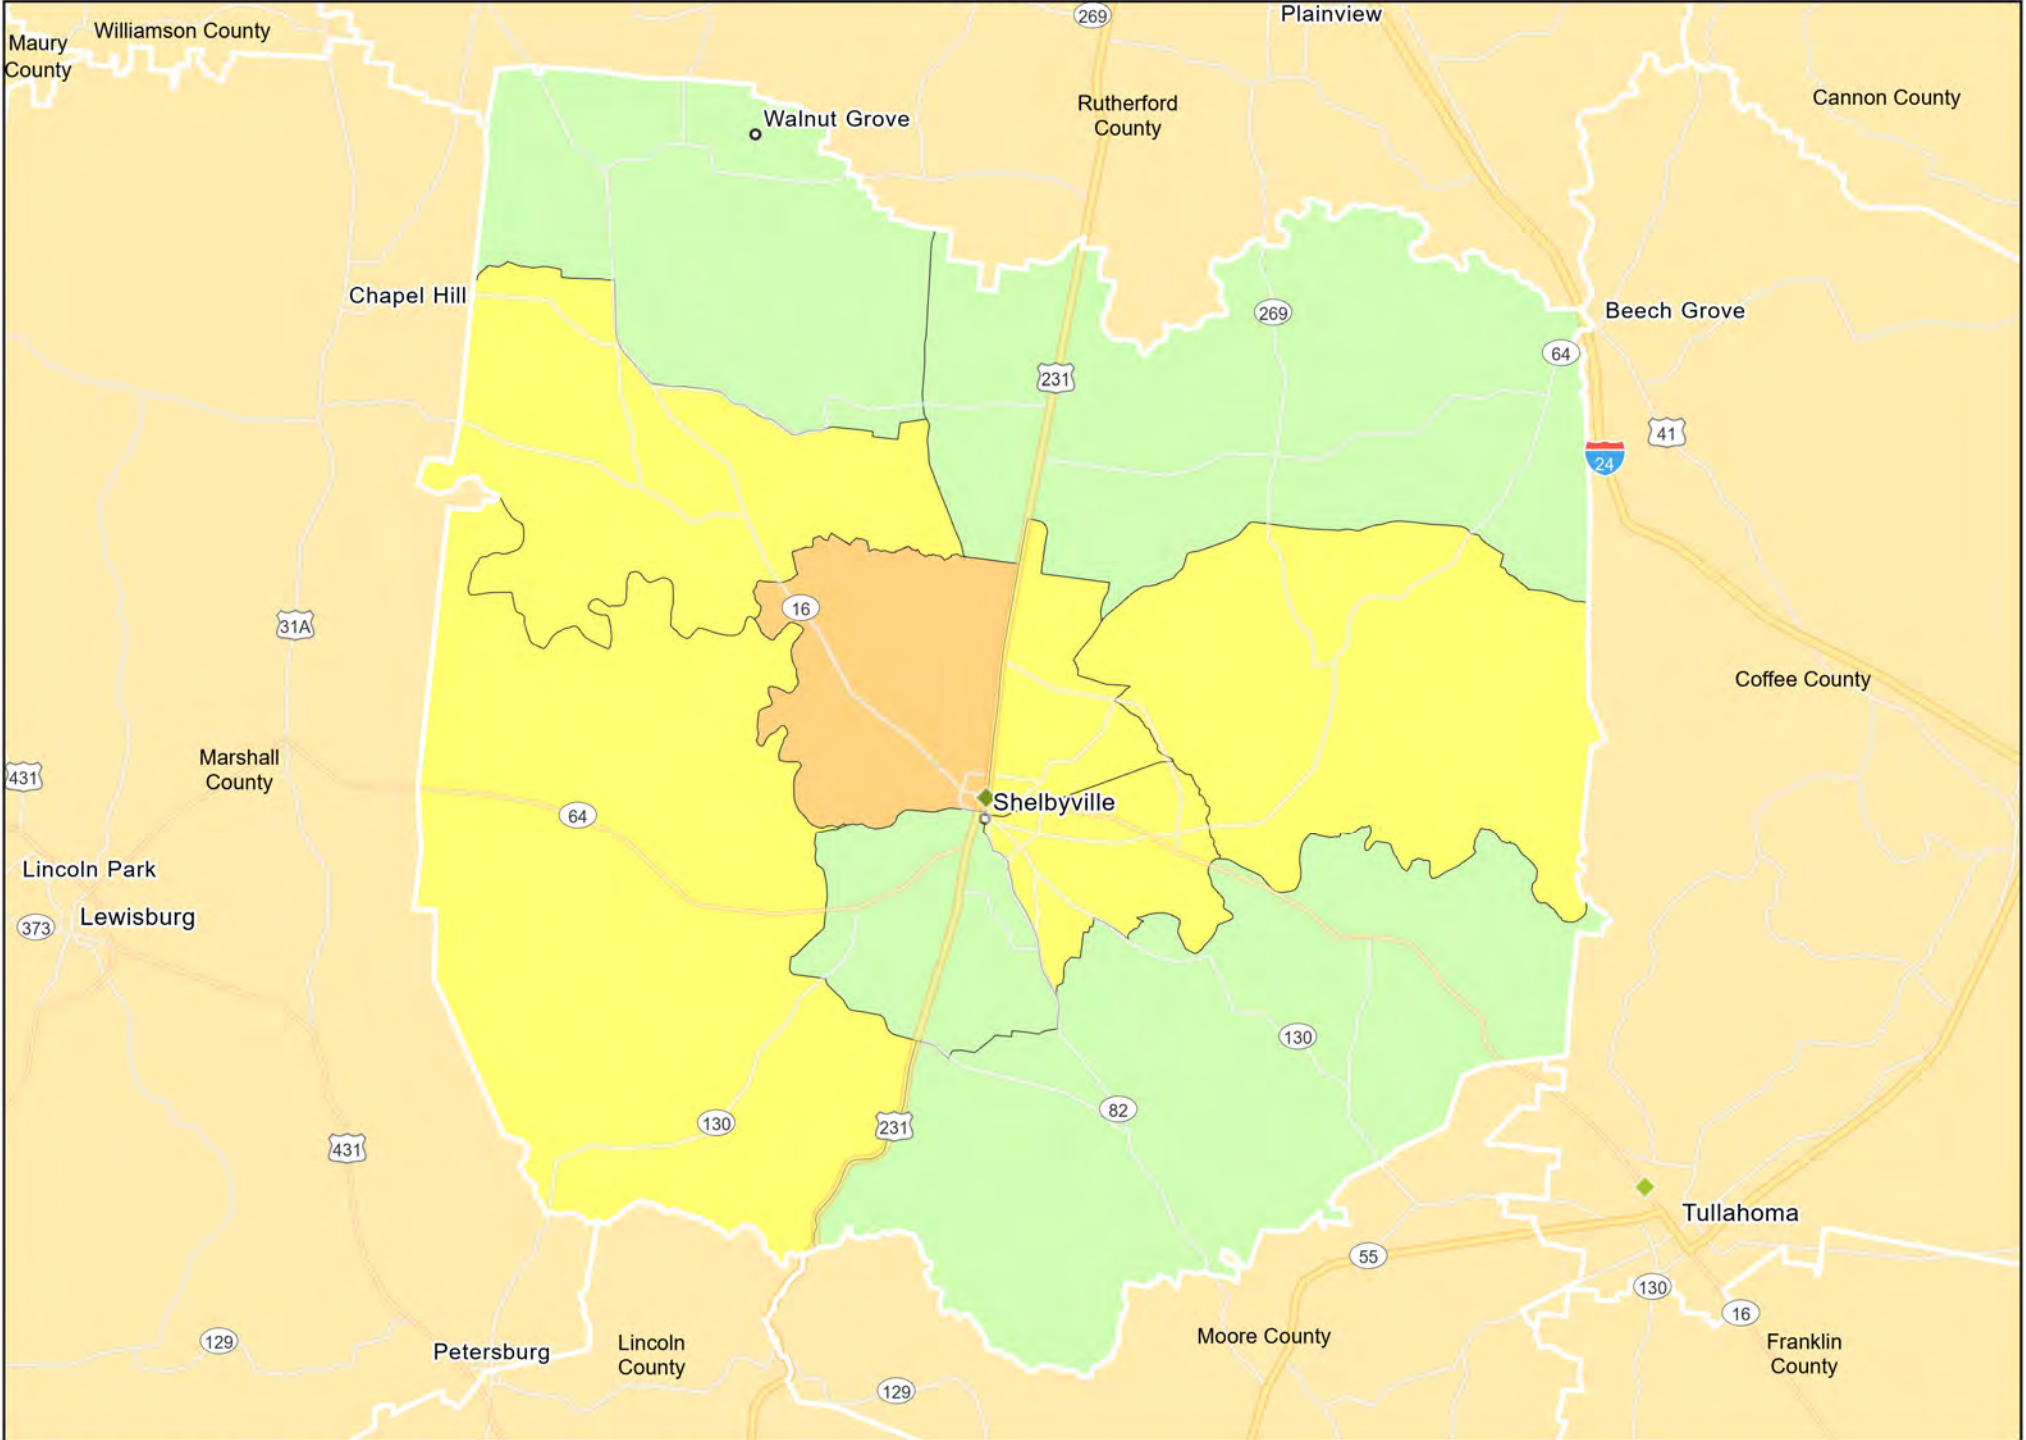 269
Plainview
Williamson County
Maury
County
Cannon County
Rutherford
County
Walnut Grove
Chapel Hill
269
Beech Grove
64
231
41
24
16
31A
Coffee County
Marshall
County
431
64
Shelbyville
Lincoln Park
373
Lewisburg
130
82
130
231
431
Tullahoma
55
130
16
129
Petersburg
Lincoln
County
Moore County
Franklin
County
129